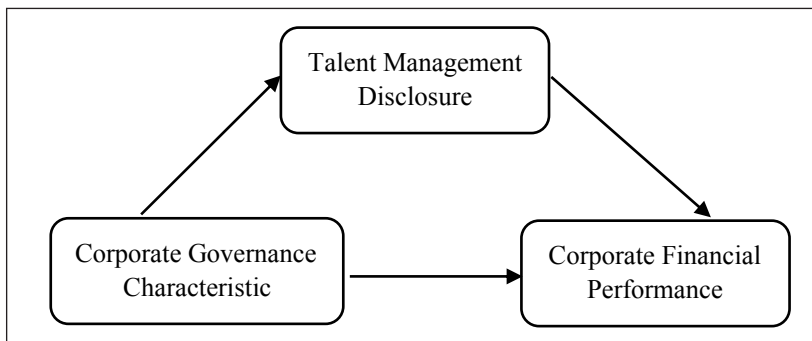 Talent Management
Disclosure
Corporate Governance
Characteristic
Corporate Financial
Performance